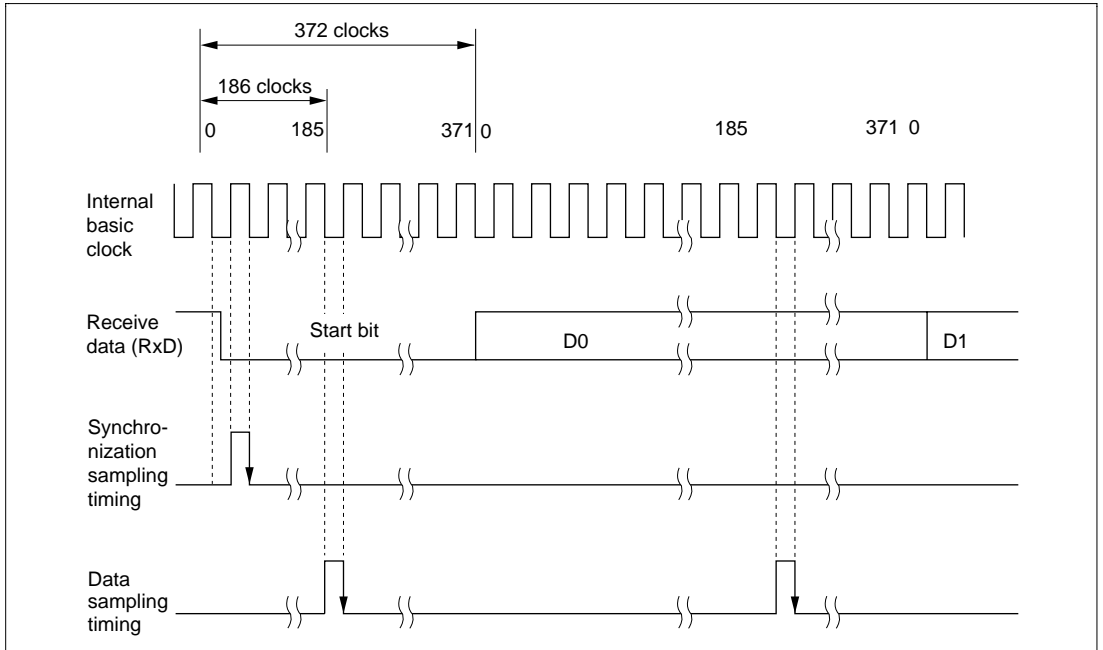 372 clocks
186 clocks
0 185 371 0 185 371 0
Internal
basic
clock
Receive
data (RxD)
Start bit
D0
D1
Synchro-
nization
sampling
timing
Data
sampling
timing